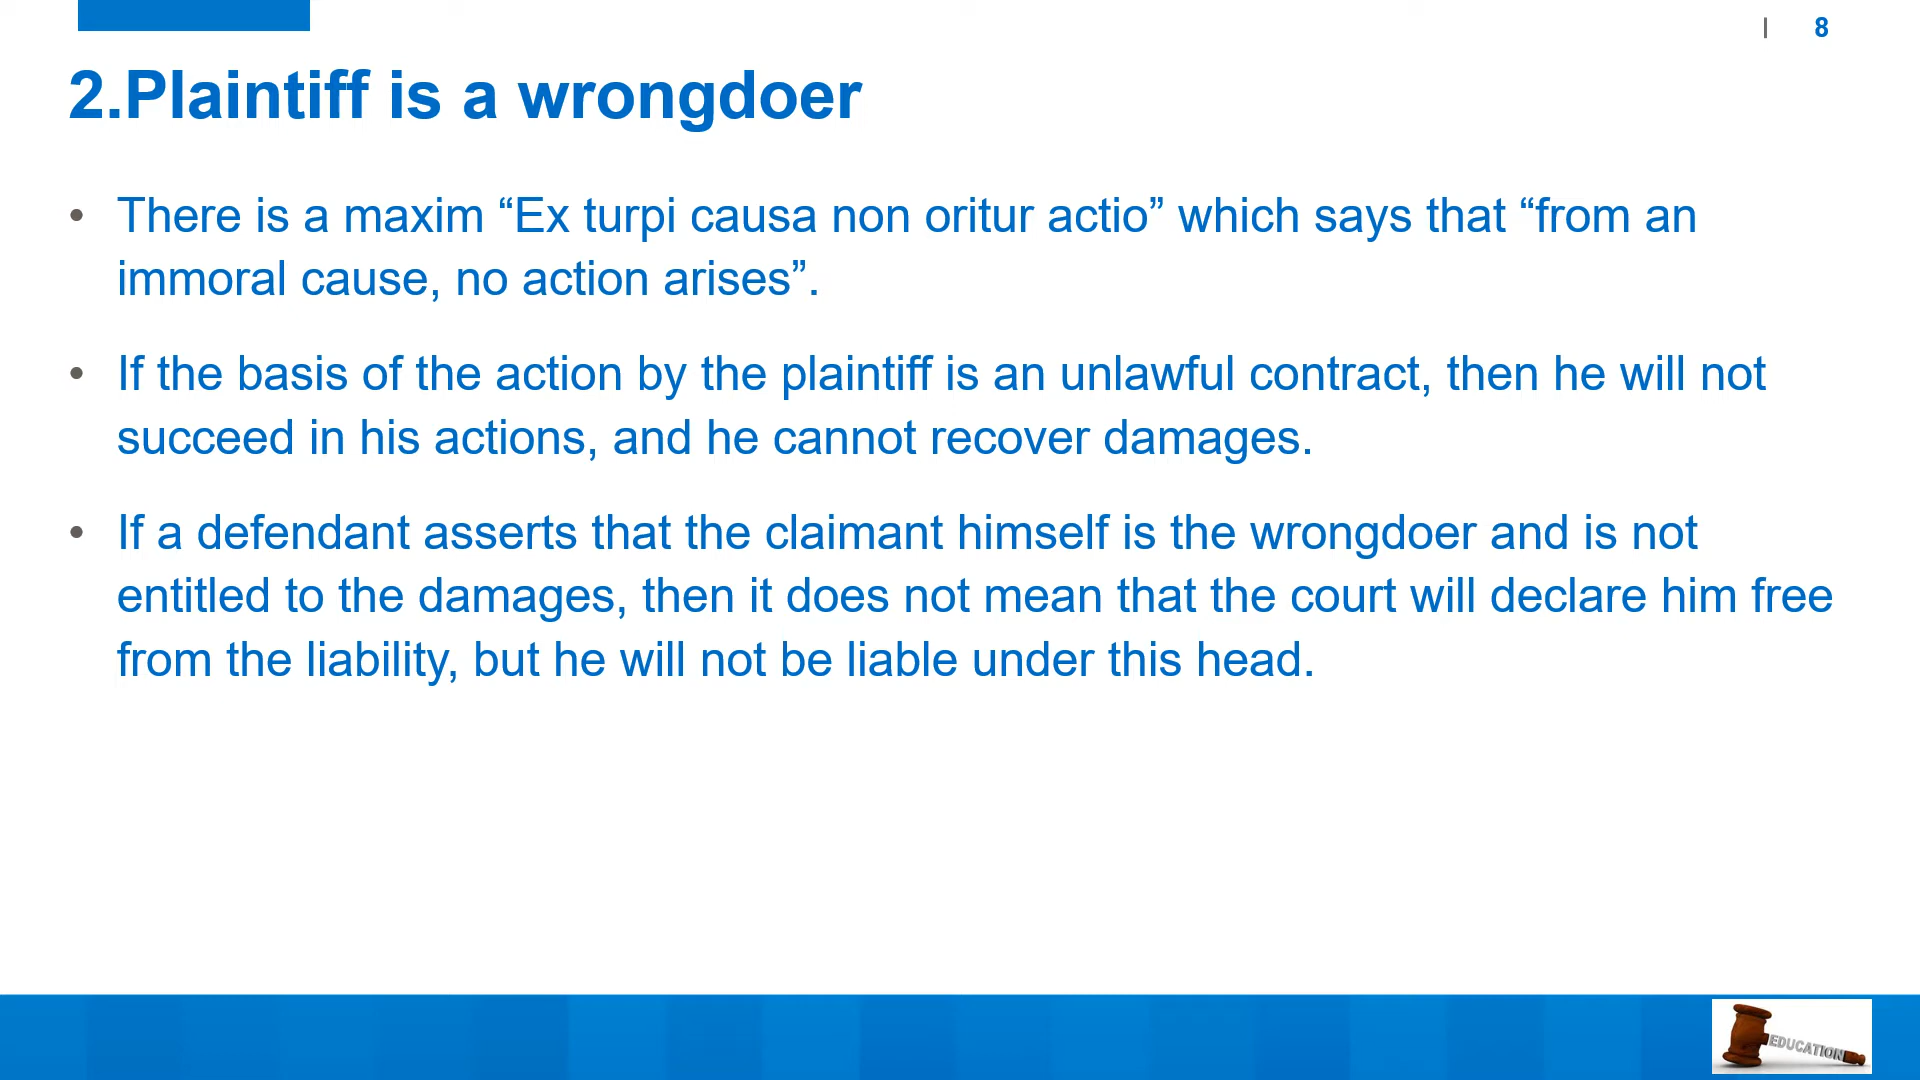 | 8
2.Plaintiff is a wrongdoer
• There is a maxim “Ex turpi causa non oritur actio” which says that “from an
immoral cause, no action arises”.
• If the basis of the action by the plaintiff is an unlawful contract, then he will not
succeed in his actions, and he cannot recover damages.
• If a defendant asserts that the claimant himself is the wrongdoer and is not
entitled to the damages, then it does not mean that the court will declare him free
from the liability, but he will not be liable under this head.
EDUCATION